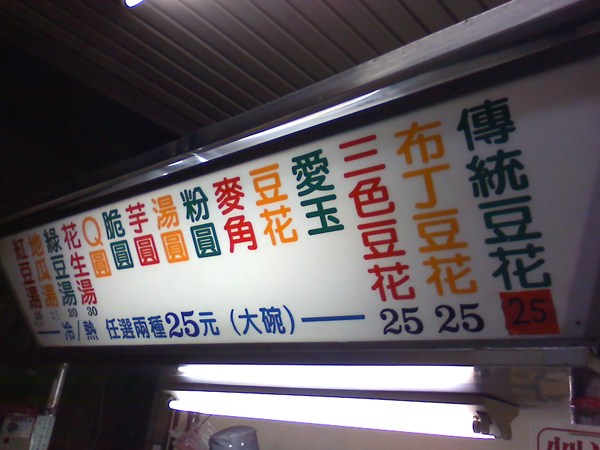 傳統豆花
25
布丁豆花
25
三色豆花
25
愛玉
豆花
麥角
粉圓
湯圓
芋圓
脆圓
Q圓
花生湯
30
綠豆湯
20
地瓜湯
紅豆湯
冷/熱 任選兩種25元(大碗)